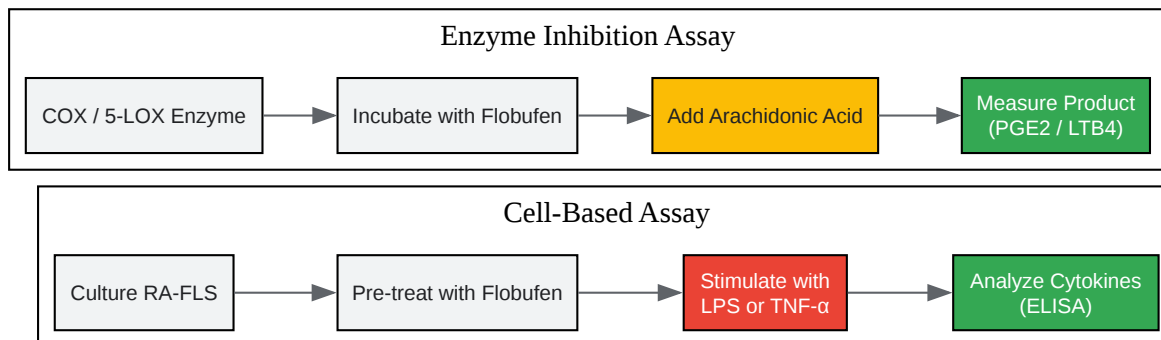 Enzyme Inhibition Assay
COX / 5-LOX Enzyme
Incubate with Flobufen
Add Arachidonic Acid
Measure Product
(PGE2 / LTB4)
Cell-Based Assay
Culture RA-FLS
Pre-treat with Flobufen
Stimulate with
LPS or TNF-α
Analyze Cytokines
(ELISA)